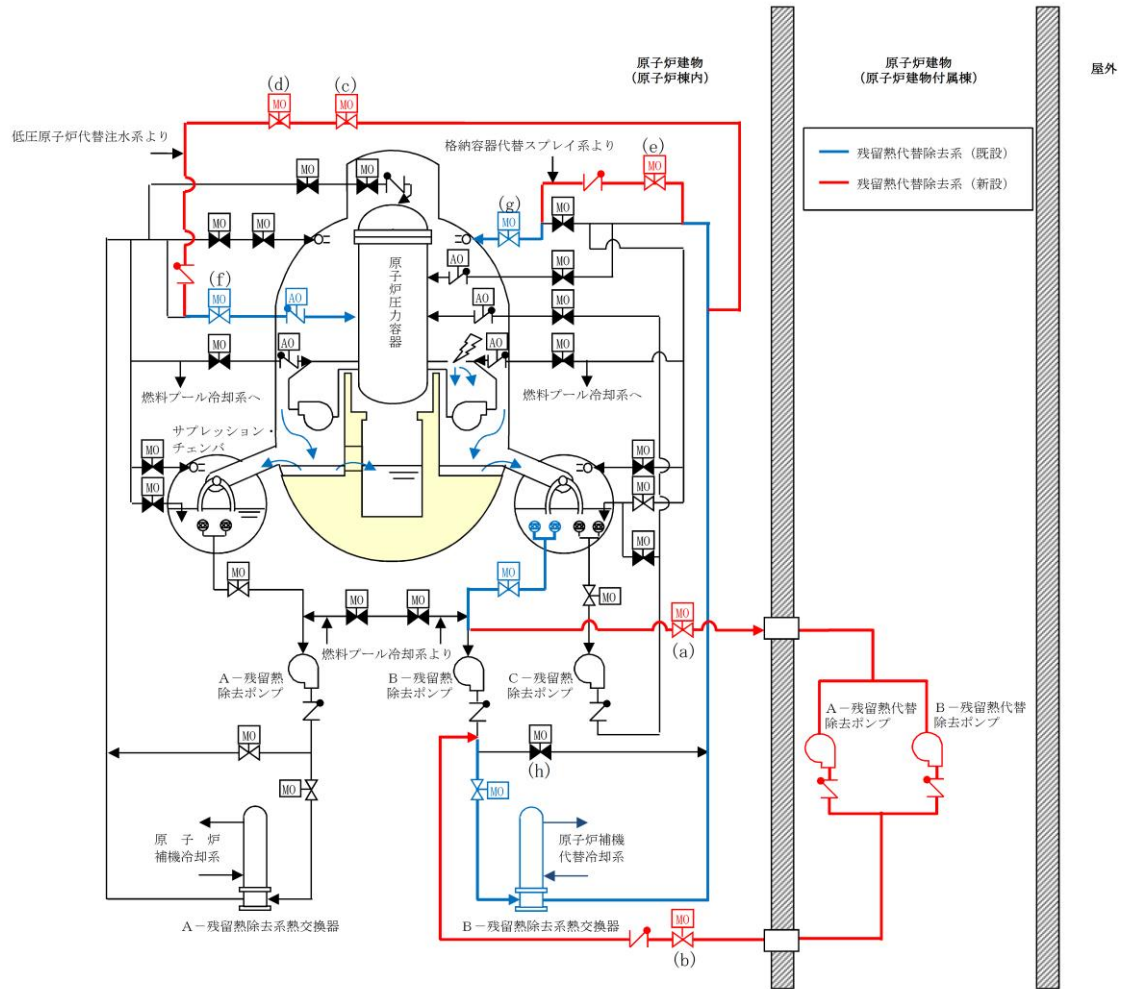 原子炉建物
(原子炉棟内)
原子炉建物
(原子炉建物付属棟)
屋外
残留熱代替除去系(既設)
残留熱代替除去系(新設)
(d)
(c)
MO
MO
低圧原子炉代替注水系より
格納容器代替スプレイ系より
(e)
MO
MO
MO
(g)
MO
MO
MO
MO
AO
MO
原子炉圧力容器
(f)
MO
AO
AO
MO
MO
AO
AO
MO
燃料プール冷却系へ
燃料プール冷却系へ
サプレッション・
チェンバ
MO
MO
MO
MO
MO
MO
MO
MO
MO
MO
MO
(a)
燃料プール冷却系より
A-残留熱
除去ポンプ
B-残留熱
除去ポンプ
C-残留熱
除去ポンプ
A-残留熱代替
除去ポンプ
B-残留熱代替
除去ポンプ
MO
MO
(h)
MO
MO
原子炉
補機冷却系
原子炉補機
代替冷却系
A-残留熱除去系熱交換器
B-残留熱除去系熱交換器
MO
(b)